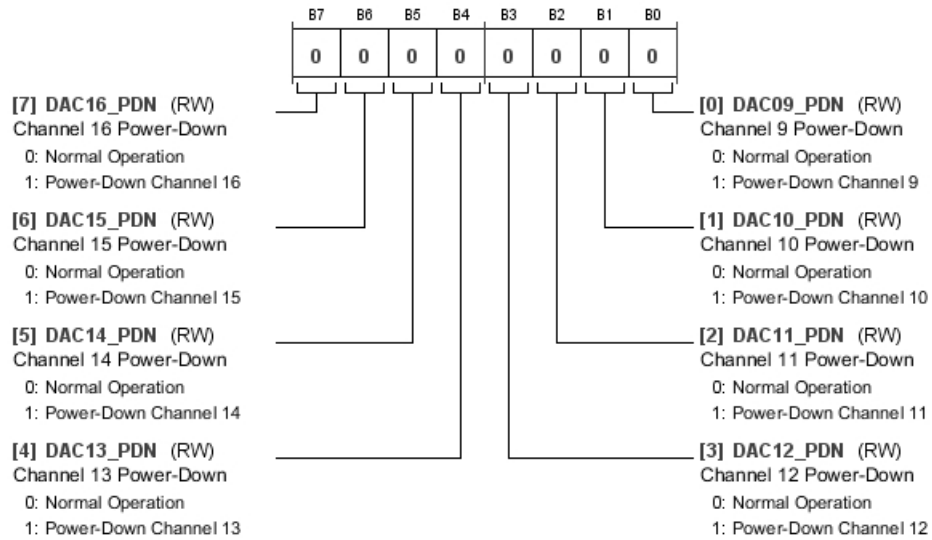 B7 B6 B5 B4 B3 B2 B1 B0
0 0 0 0 0 0 0 0
[7] DAC16_PDN (RW)
Channel 16 Power-Down
0: Normal Operation
1: Power-Down Channel 16
[6] DAC15_PDN (RW)
Channel 15 Power-Down
0: Normal Operation
1: Power-Down Channel 15
[5] DAC14_PDN (RW)
Channel 14 Power-Down
0: Normal Operation
1: Power-Down Channel 14
[4] DAC13_PDN (RW)
Channel 13 Power-Down
0: Normal Operation
1: Power-Down Channel 13
[0] DAC09_PDN (RW)
Channel 9 Power-Down
0: Normal Operation
1: Power-Down Channel 9
[1] DAC10_PDN (RW)
Channel 10 Power-Down
0: Normal Operation
1: Power-Down Channel 10
[2] DAC11_PDN (RW)
Channel 11 Power-Down
0: Normal Operation
1: Power-Down Channel 11
[3] DAC12_PDN (RW)
Channel 12 Power-Down
0: Normal Operation
1: Power-Down Channel 12